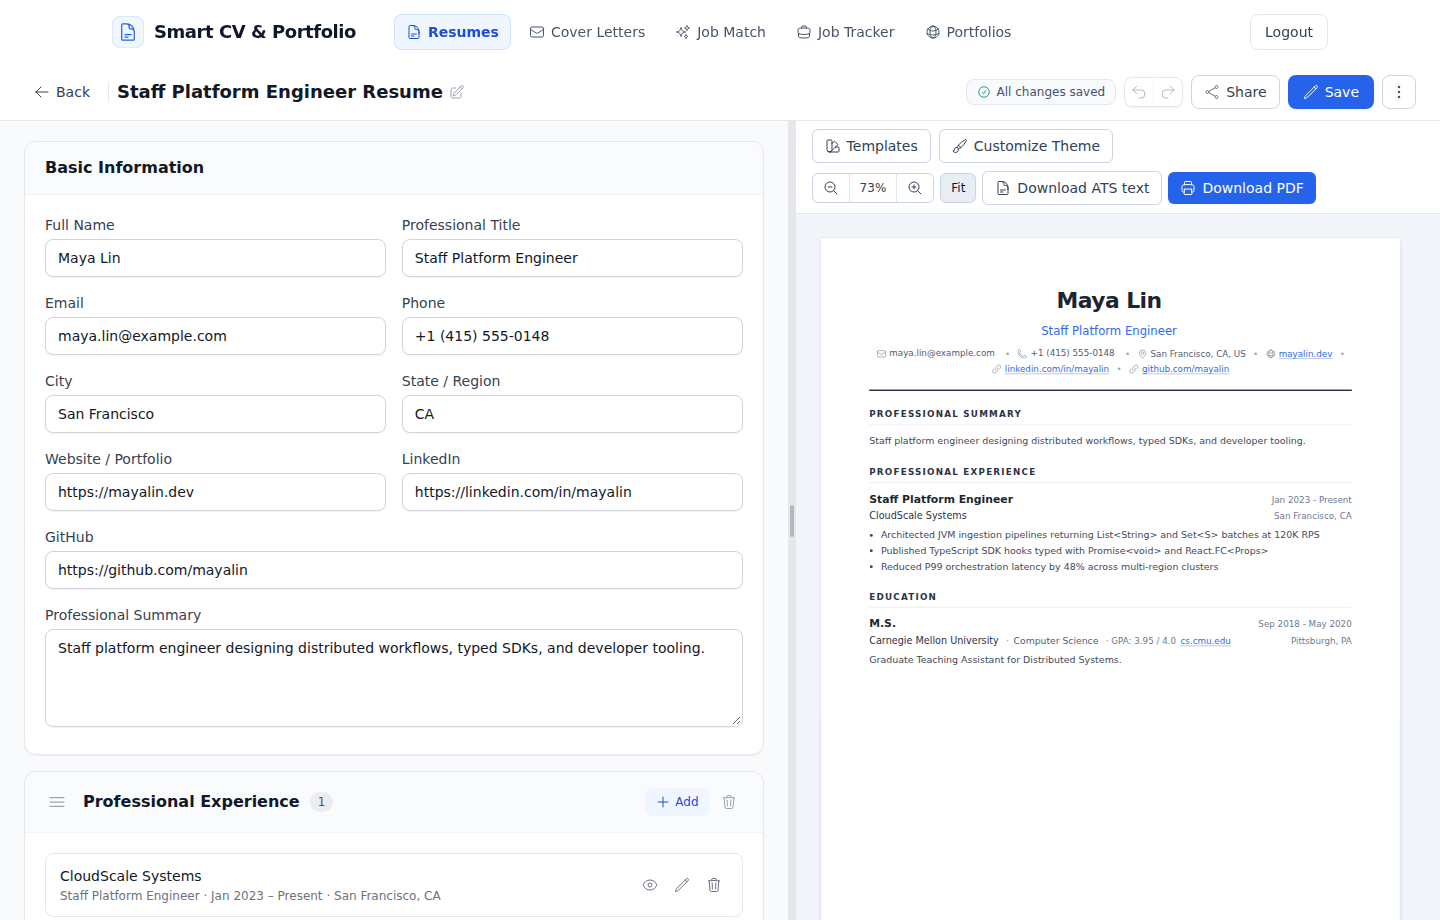 Smart CV & Portfolio
Resumes
Cover Letters
Job Match
Job Tracker
Portfolios
Logout
Back
Staff Platform Engineer Resume
All changes saved
Share
Save
Basic Information
Full Name
Professional Title
Maya Lin
Staff Platform Engineer
Email
Phone
maya.lin@example.com
+1 (415) 555-0148
City
State / Region
San Francisco
CA
Website / Portfolio
LinkedIn
https://mayalin.dev
https://linkedin.com/in/mayalin
GitHub
https://github.com/mayalin
Professional Summary
Staff platform engineer designing distributed workflows, typed SDKs, and developer tooling.
Professional Experience 1
Add
CloudScale Systems
Staff Platform Engineer · Jan 2023 – Present · San Francisco, CA
Templates
Customize Theme
73%
Fit
Download ATS text
Download PDF
Maya Lin
Staff Platform Engineer
maya.lin@example.com • +1 (415) 555-0148 • San Francisco, CA, US • mayalin.dev •
linkedin.com/in/mayalin • github.com/mayalin
PROFESSIONAL SUMMARY
Staff platform engineer designing distributed workflows, typed SDKs, and developer tooling.
PROFESSIONAL EXPERIENCE
Staff Platform Engineer Jan 2023 - Present
CloudScale Systems San Francisco, CA
• Architected JVM ingestion pipelines returning List<String> and Set<S> batches at 120K RPS
• Published TypeScript SDK hooks typed with Promise<void> and React.FC<Props>
• Reduced P99 orchestration latency by 48% across multi-region clusters
EDUCATION
M.S. Sep 2018 - May 2020
Carnegie Mellon University · Computer Science · GPA: 3.95 / 4.0 cs.cmu.edu Pittsburgh, PA
Graduate Teaching Assistant for Distributed Systems.